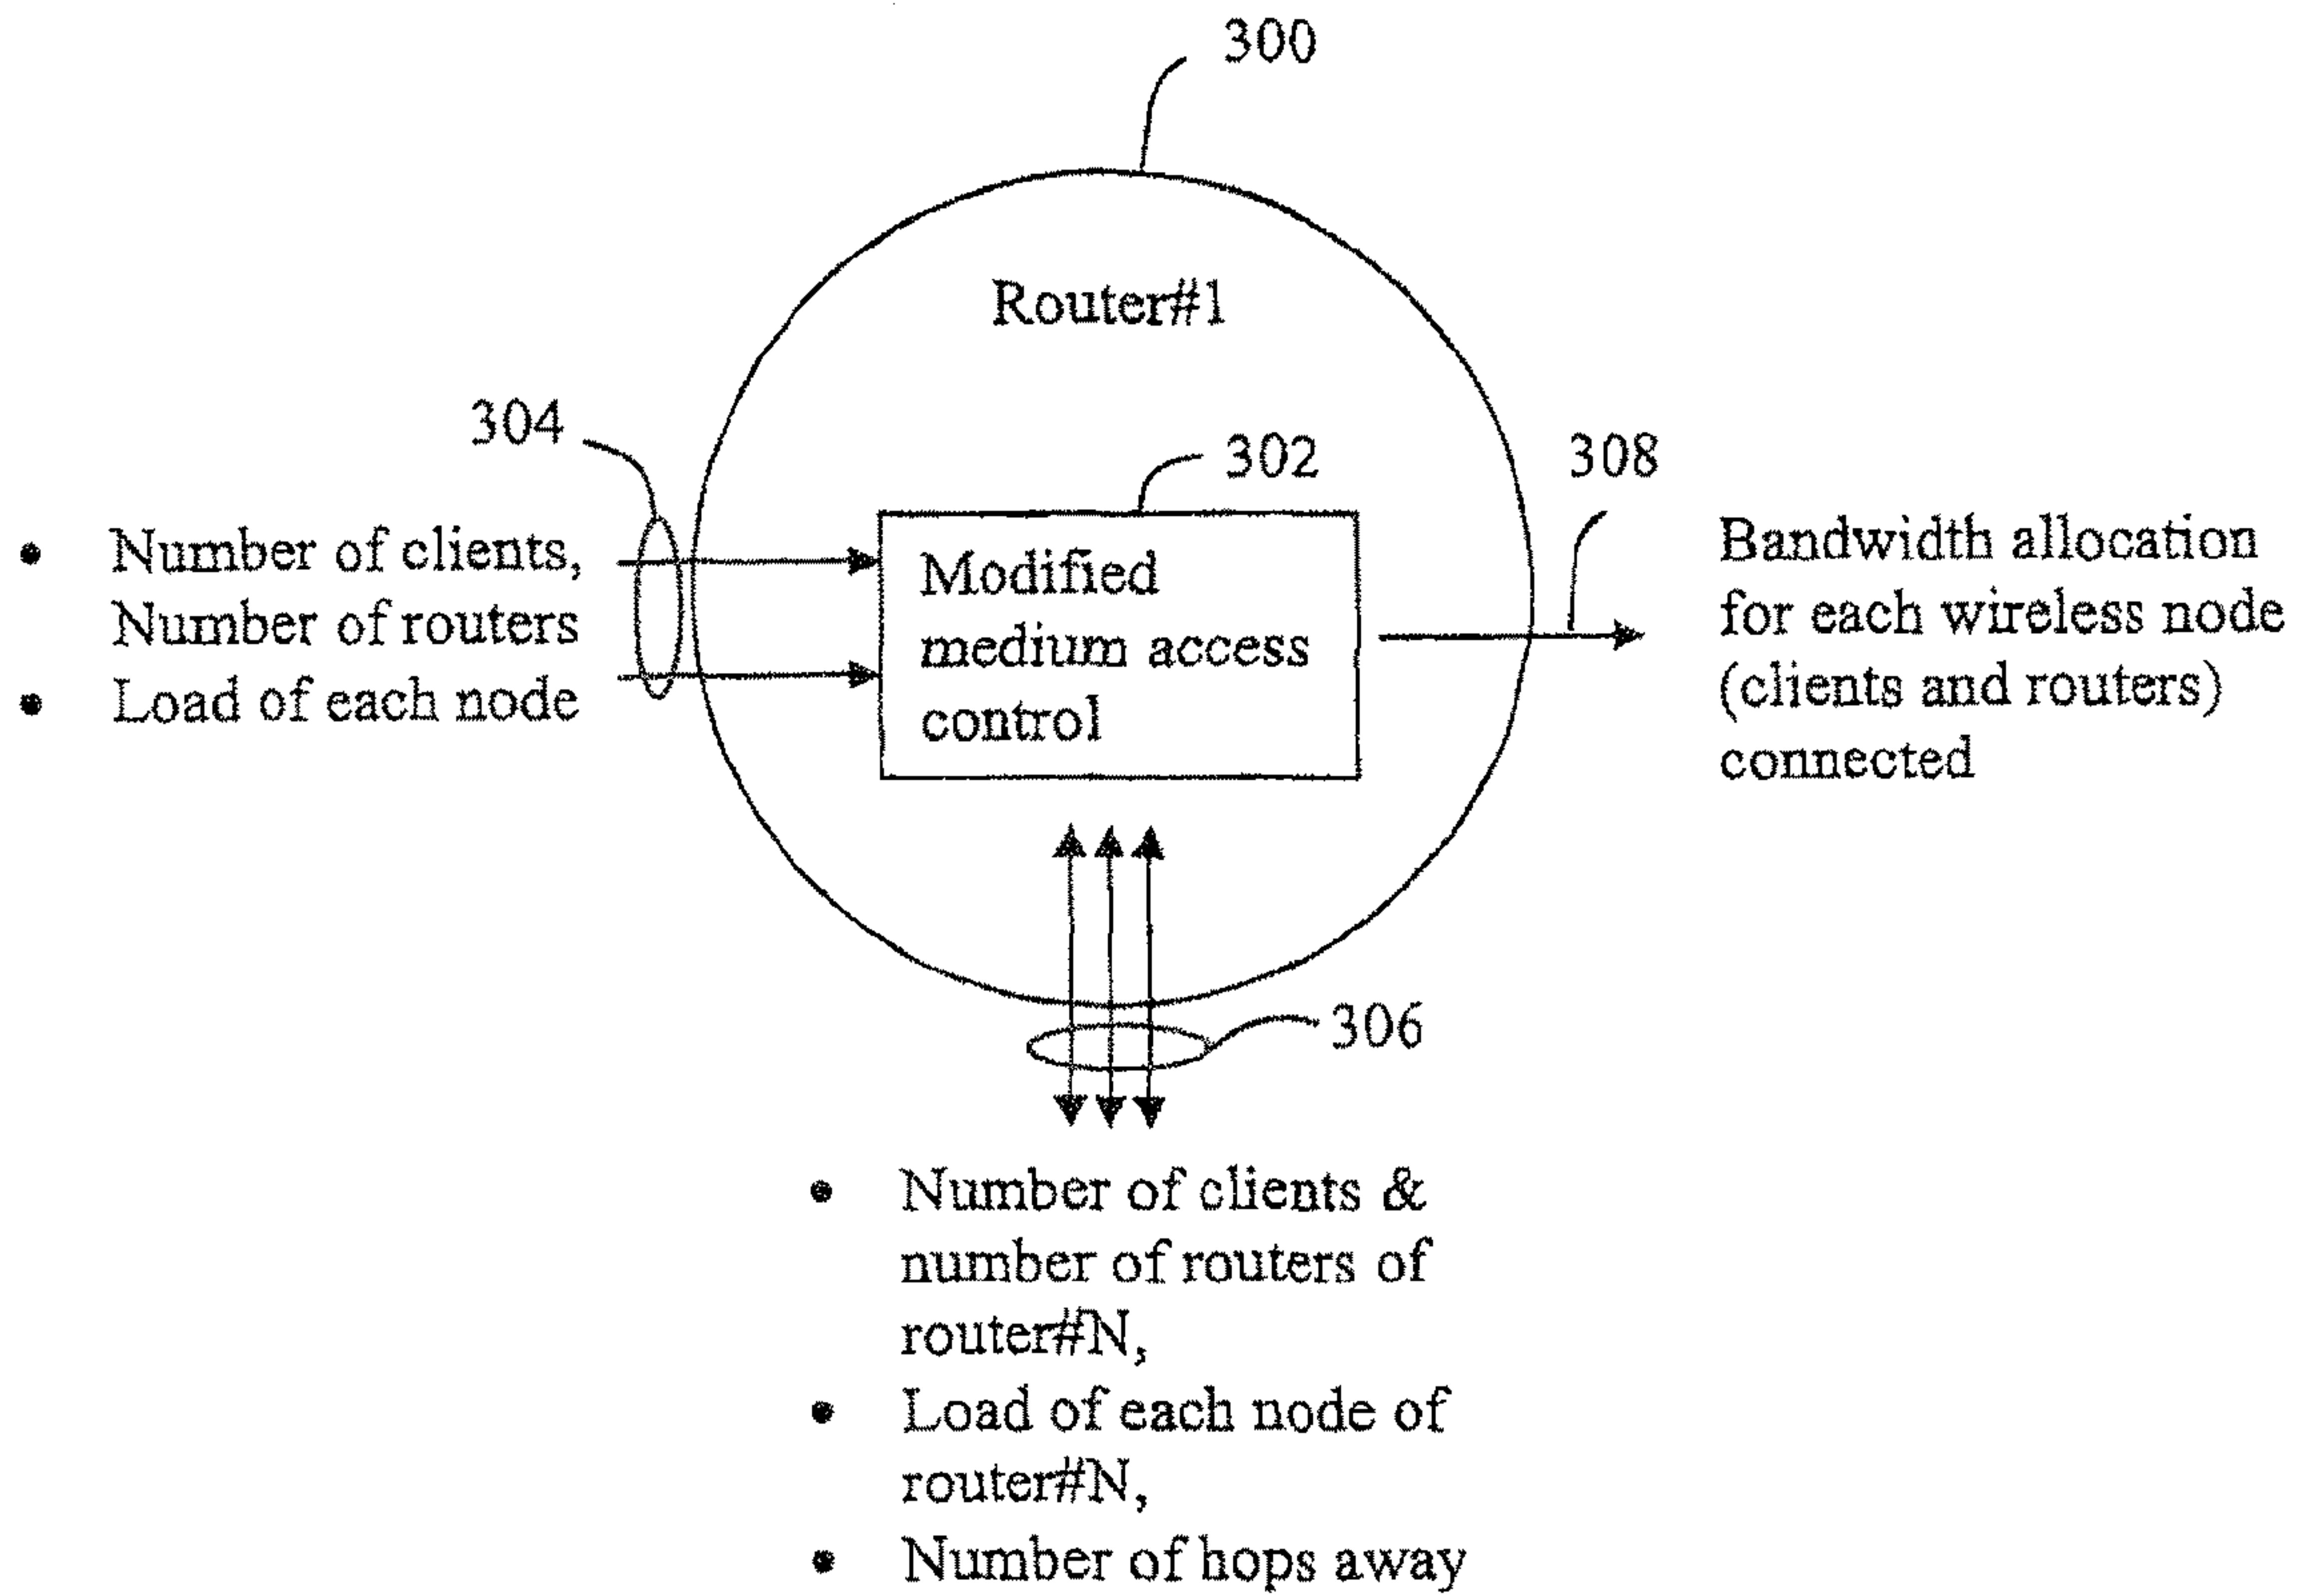 300
Router#1
304
302
308
• Number of clients,
Number of routers
• Load of each node
Modified
medium access
control
Bandwidth allocation
for each wireless node
(clients and routers)
connected
306
• Number of clients &
number of routers of
router#N,
• Load of each node of
router#N,
• Number of hops away